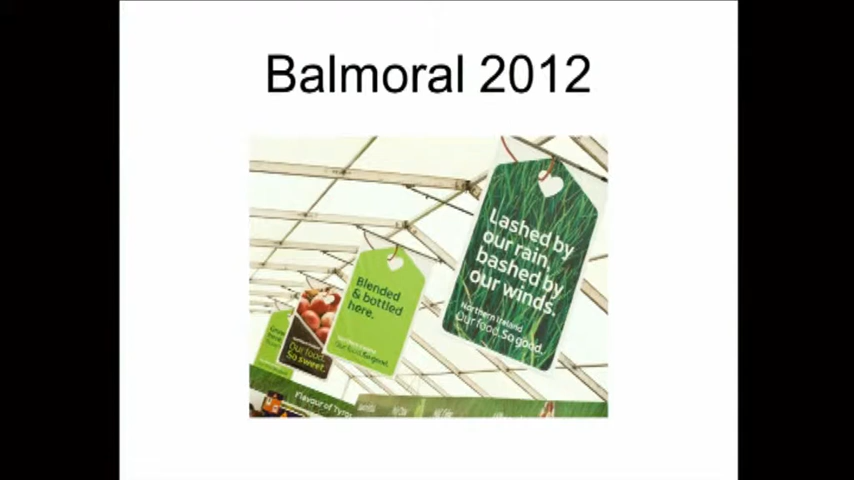 Balmoral 2012
Lashed by
our rain,
bashed by
our winds.
Northern Ireland
Our food. So good.
Blended
& bottled
here.
Our food. So good.
Our food.
So sweet.
Flavour of Tyrone